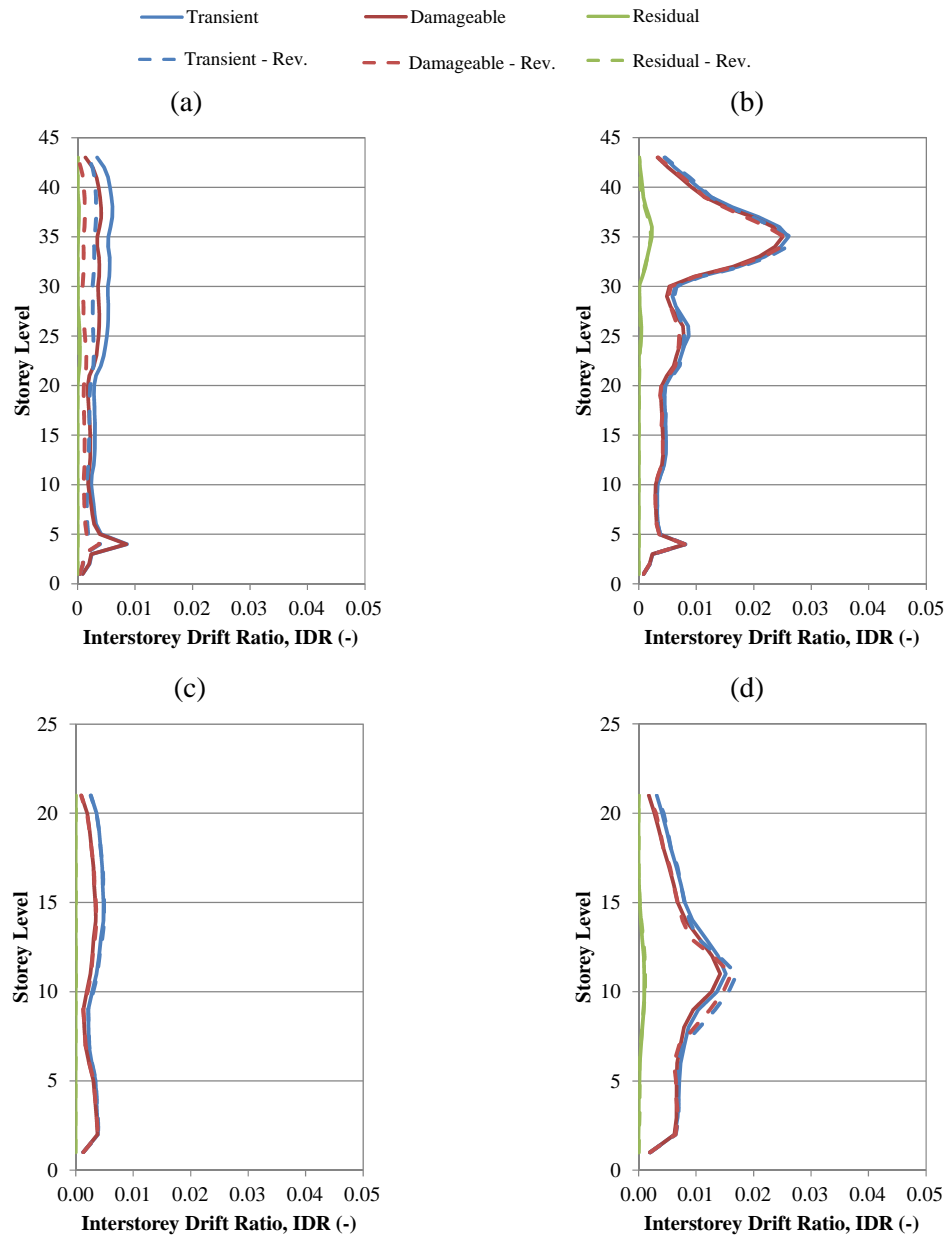 Transient Damageable Residual
Transient - Rev. Damageable - Rev. Residual - Rev.
(a) (b)
45 45
40 40
35 35
30 30
25 25
20 20
15 15
10 10
5 5
0 0
Storey Level Storey Level
0 0.01 0.02 0.03 0.04 0.05 0 0.01 0.02 0.03 0.04 0.05
Interstorey Drift Ratio, IDR (-) Interstorey Drift Ratio, IDR (-)
(c) (d)
25 25
20 20
15 15
10 10
5 5
0 0
Storey Level Storey Level
0.00 0.01 0.02 0.03 0.04 0.05 0.00 0.01 0.02 0.03 0.04 0.05
Interstorey Drift Ratio, IDR (-) Interstorey Drift Ratio, IDR (-)